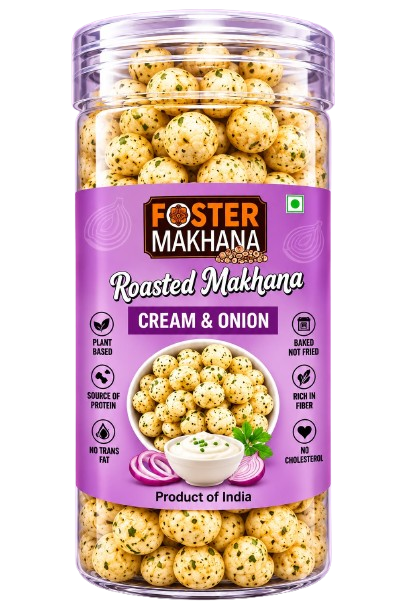 FOSTER
MAKHANA
Roasted Makhana
CREAM & ONION
PLANT
BASED
SOURCE OF
PROTEIN
NO TRANS
FAT
BAKED
NOT FRIED
RICH IN
FIBER
NO
CHOLESTEROL
Product of India